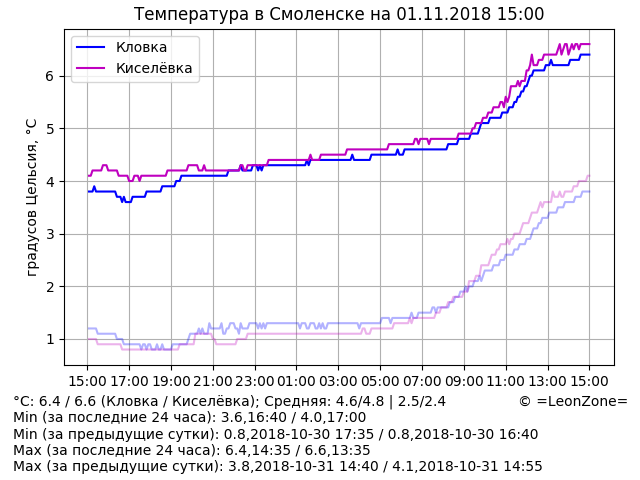 Температура в Смоленске на 01.11.2018 15:00
Кловка
Киселёвка
градусов Цельсия, °C
6
5
4
3
2
1
15:00 17:00 19:00 21:00 23:00 01:00 03:00 05:00 07:00 09:00 11:00 13:00 15:00
°C: 6.4 / 6.6 (Кловка / Киселёвка); Средняя: 4.6/4.8 | 2.5/2.4 © =LeonZone=
Min (за последние 24 часа): 3.6,16:40 / 4.0,17:00
Min (за предыдущие сутки): 0.8,2018-10-30 17:35 / 0.8,2018-10-30 16:40
Max (за последние 24 часа): 6.4,14:35 / 6.6,13:35
Max (за предыдущие сутки): 3.8,2018-10-31 14:40 / 4.1,2018-10-31 14:55